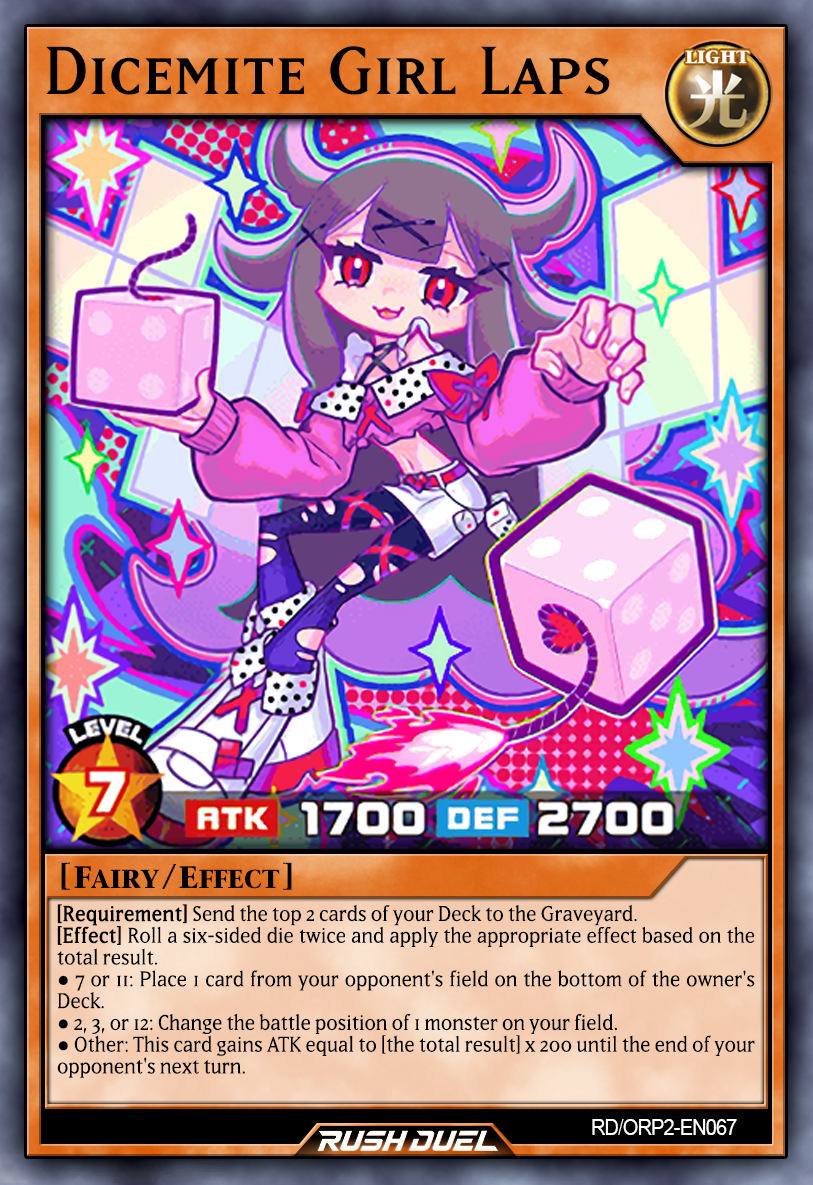 Dicemite Girl Laps
LIGHT
光
LEVEL
7
ATK 1700 DEF 2700
[Fairy/Effect]
[Requirement] Send the top 2 cards of your Deck to the Graveyard.
[Effect] Roll a six-sided die twice and apply the appropriate effect based on the
total result.
● 7 or 11: Place 1 card from your opponent's field on the bottom of the owner's
Deck.
● 2, 3, or 12: Change the battle position of 1 monster on your field.
● Other: This card gains ATK equal to [the total result] x 200 until the end of your
opponent's next turn.
RD/ORP2-EN067
RUSH DUEL